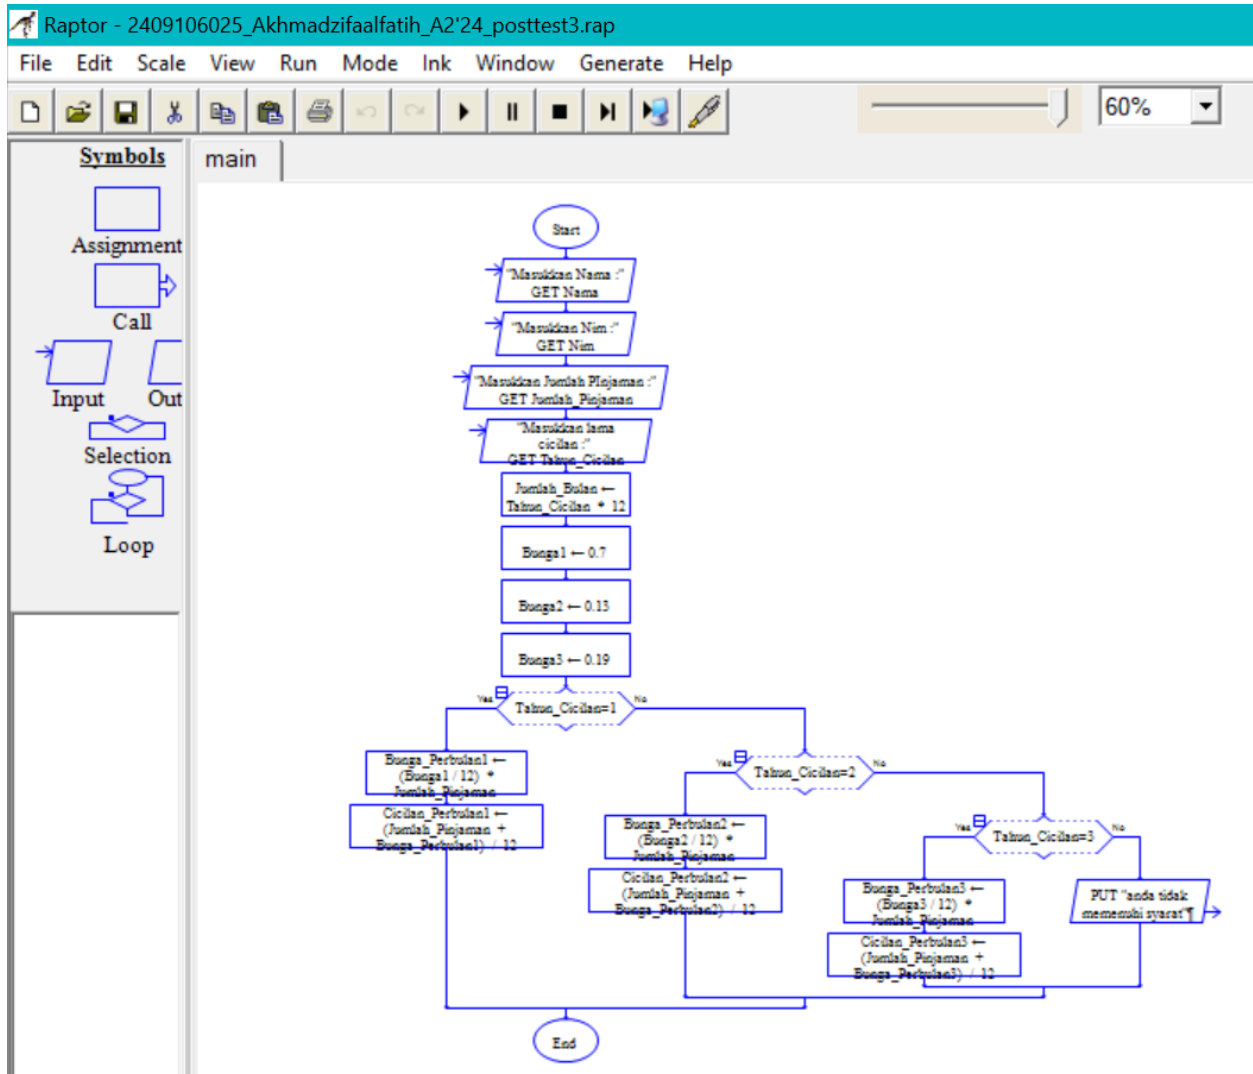 Raptor - 2409106025_Akhmadzifaalfatih_A2'24_posttest3.rap
File Edit Scale View Run Mode Ink Window Generate Help
60%
Symbols
main
Assignment
Call
Input Out
Selection
Loop
Start
"Masukkan Nama :"
GET Nama
"Masukkan Nim :"
GET Nim
"Masukkan Jumlah PInjaman :"
GET Jumlah_Pinjaman
"Masukkan lama
cicilan :"
GET Tahun_Cicilan
Jumlah_Bulan ←
Tahun_Cicilan * 12
Bunga1 ← 0.7
Bunga2 ← 0.13
Bunga3 ← 0.19
Yes
Tahun_Cicilan=1
No
Bunga_Perbulan1 ←
(Bunga1 / 12) *
Jumlah_Pinjaman
Cicilan_Perbulan1 ←
(Jumlah_Pinjaman +
Bunga_Perbulan1) / 12
Yes
Tahun_Cicilan=2
No
Bunga_Perbulan2 ←
(Bunga2 / 12) *
Jumlah_Pinjaman
Cicilan_Perbulan2 ←
(Jumlah_Pinjaman +
Bunga_Perbulan2) / 12
Yes
Tahun_Cicilan=3
No
Bunga_Perbulan3 ←
(Bunga3 / 12) *
Jumlah_Pinjaman
Cicilan_Perbulan3 ←
(Jumlah_Pinjaman +
Bunga_Perbulan3) / 12
PUT "anda tidak
memenuhi syarat"¶
End